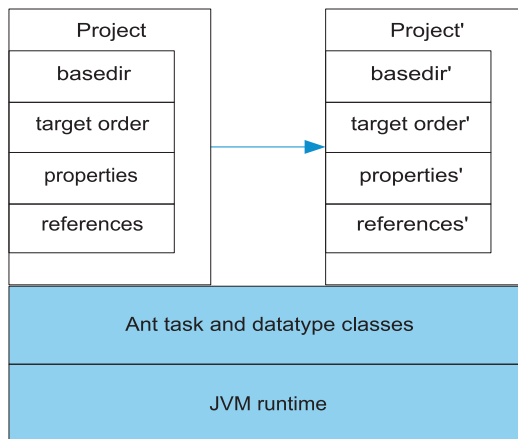 Project
basedir
target order
properties
references
Project'
basedir'
target order'
properties'
references'
Ant task and datatype classes
JVM runtime